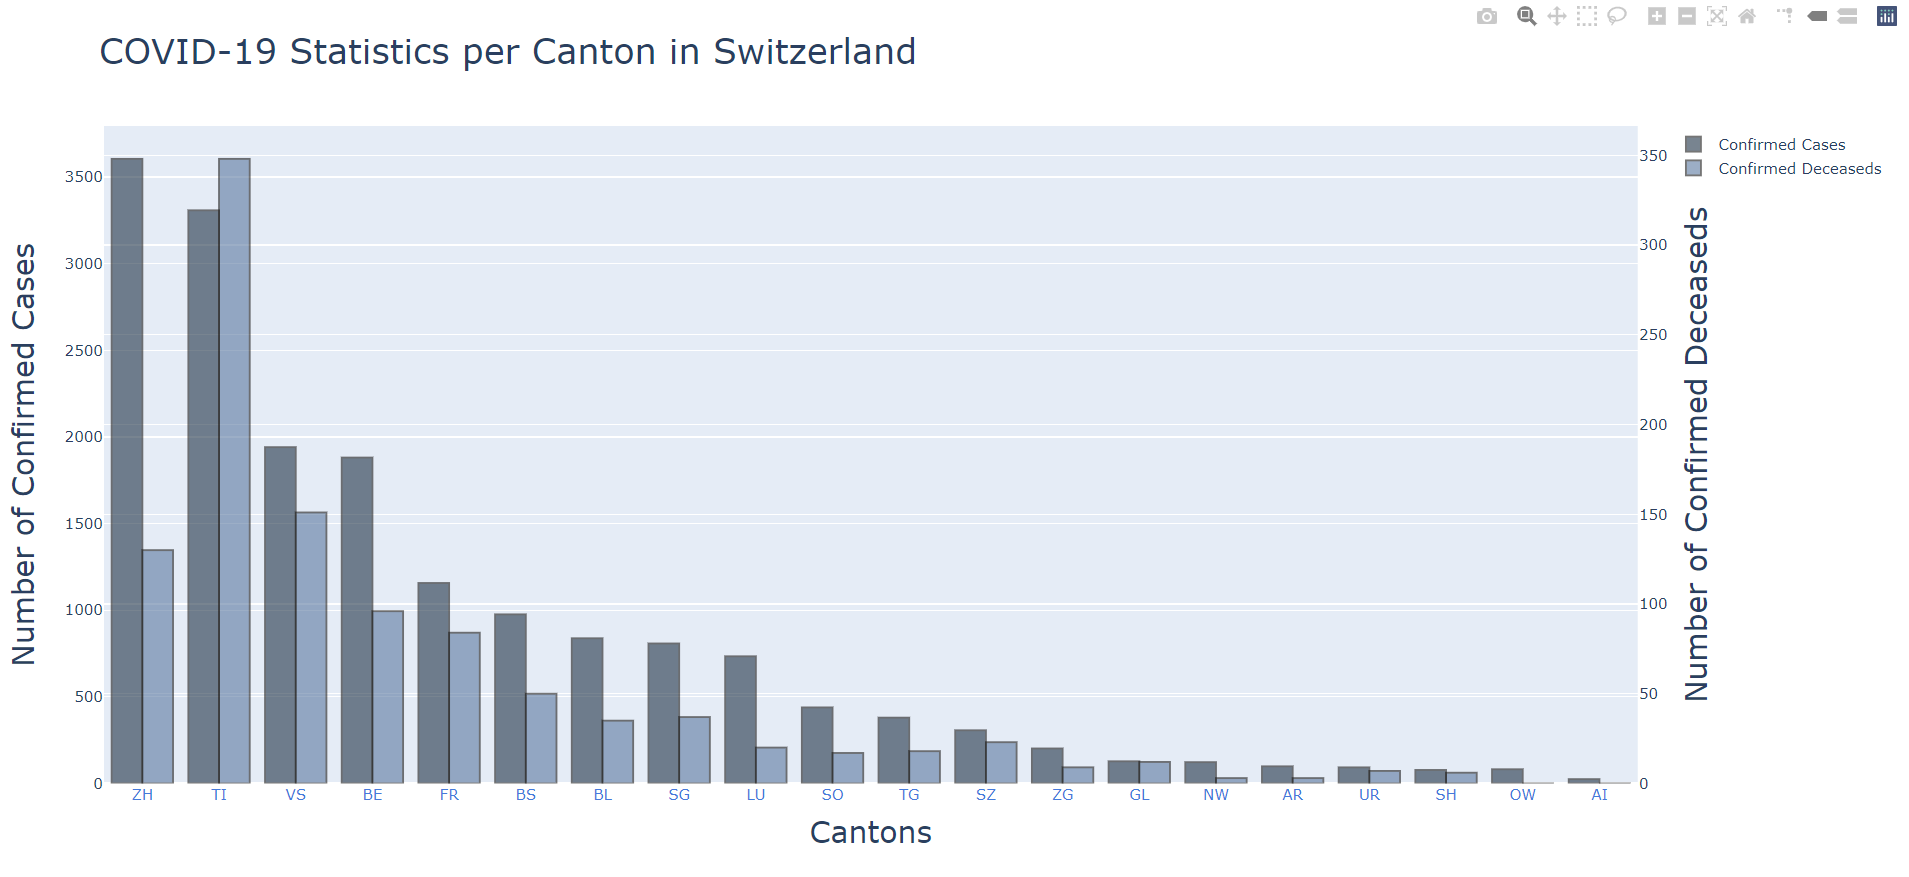 COVID-19 Statistics per Canton in Switzerland
Confirmed Cases
Confirmed Deceaseds
Number of Confirmed Cases
3500
3000
2500
2000
1500
1000
500
0
350
300
250
200
150
100
50
0
Number of Confirmed Deceaseds
ZH TI VS BE FR BS BL SG LU SO TG SZ ZG GL NW AR UR SH OW AI
Cantons